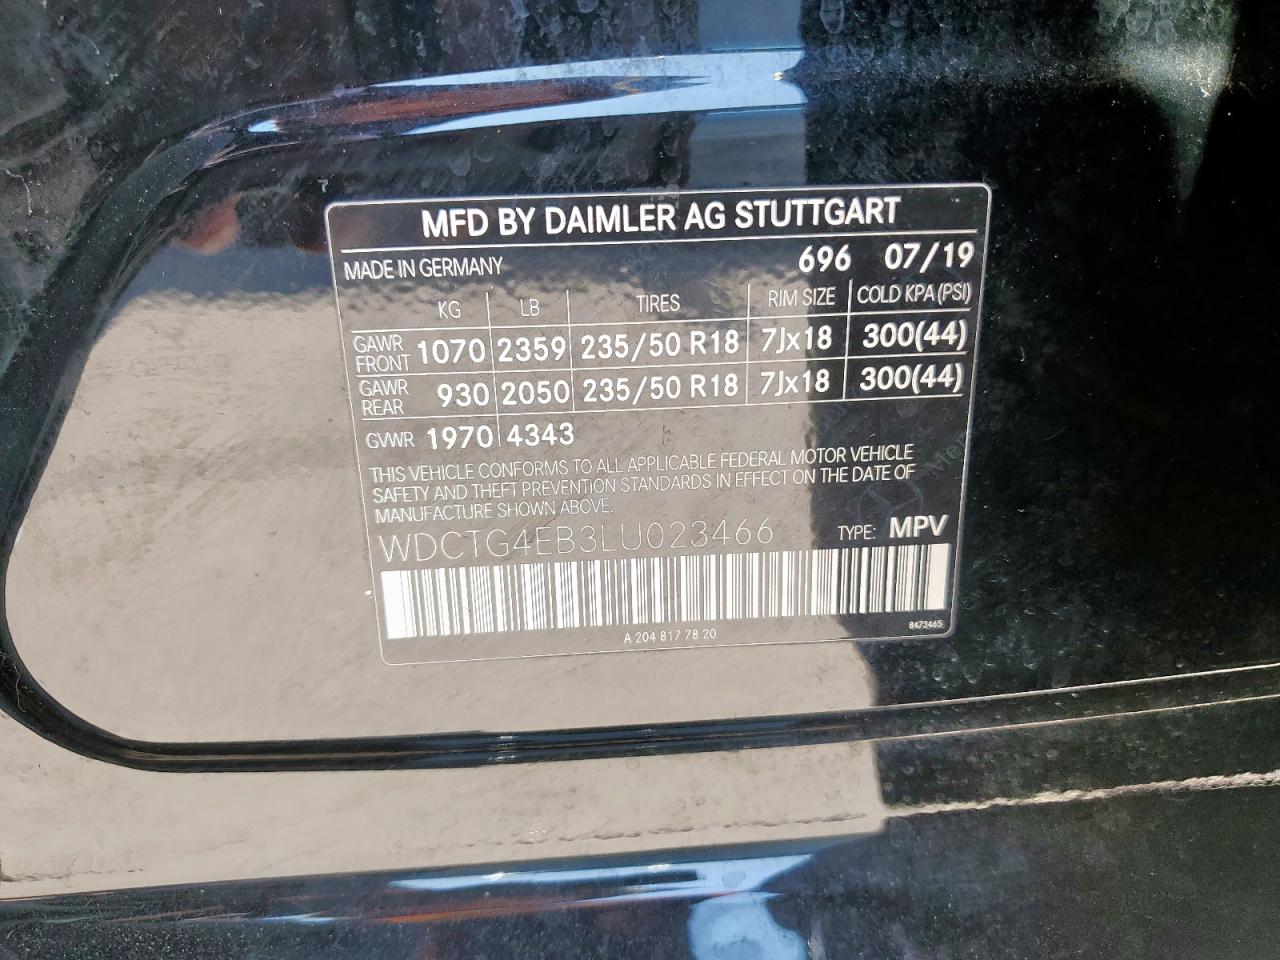 MFD BY DAIMLER AG STUTTGART
MADE IN GERMANY 696 07/19
KG LB TIRES RIM SIZE COLD KPA (PSI)
GAWR FRONT 1070 2359 235/50 R18 7Jx18 300(44)
GAWR REAR 930 2050 235/50 R18 7Jx18 300(44)
GVWR 1970 4343
THIS VEHICLE CONFORMS TO ALL APPLICABLE FEDERAL MOTOR VEHICLE
SAFETY AND THEFT PREVENTION STANDARDS IN EFFECT ON THE DATE OF
MANUFACTURE SHOWN ABOVE.
WDCTG4EB3LU023466 TYPE: MPV
A 204 817 78 20 8473465